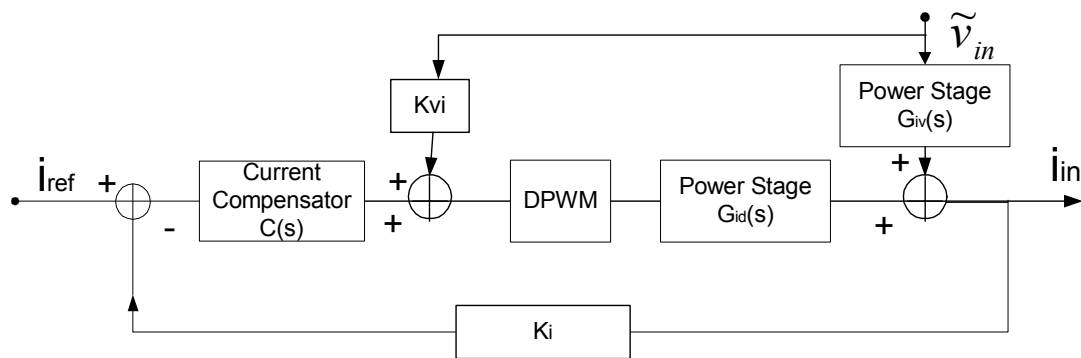 ṽin
Kvi
Power Stage
Giv(s)
iref
+
-
Current
Compensator
C(s)
+
+
DPWM
Power Stage
Gid(s)
+
+
iin
Ki